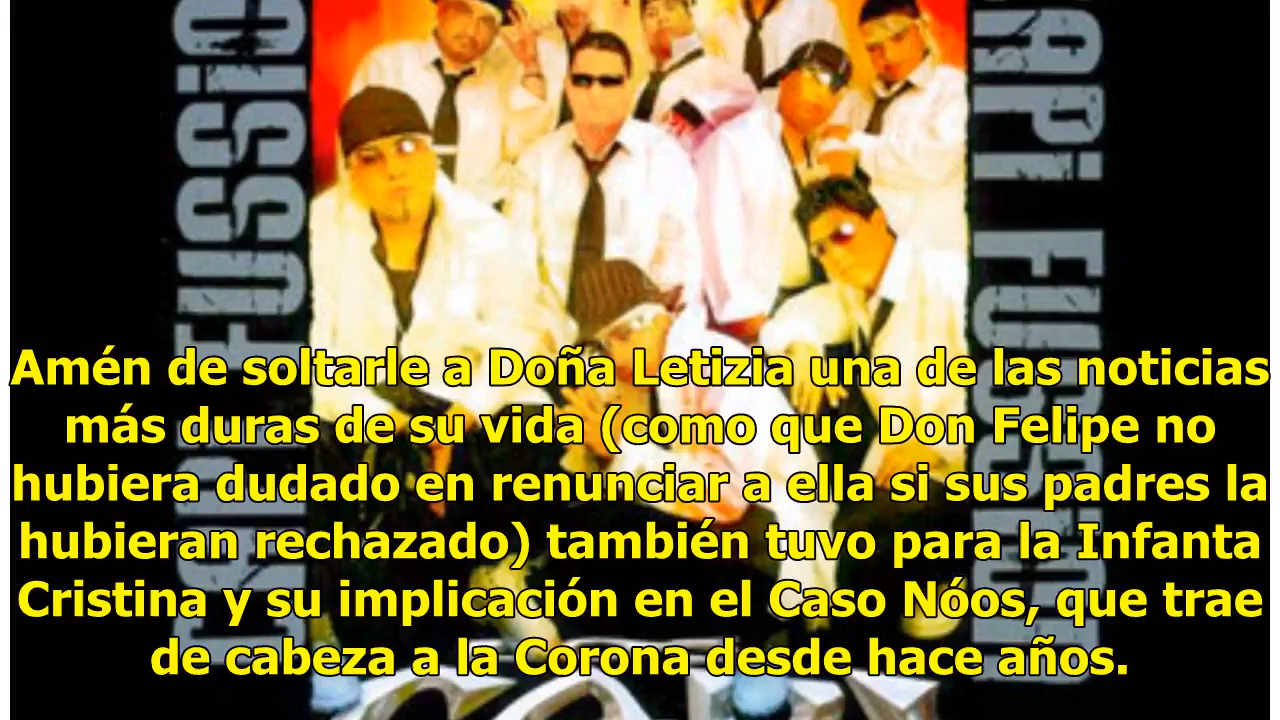 RAPI FUSSIÓ
Amén de soltarle a Doña Letizia una de las noticias
más duras de su vida (como que Don Felipe no
hubiera dudado en renunciar a ella si sus padres la
hubieran rechazado) también tuvo para la Infanta
Cristina y su implicación en el Caso Nóos, que trae
de cabeza a la Corona desde hace años.